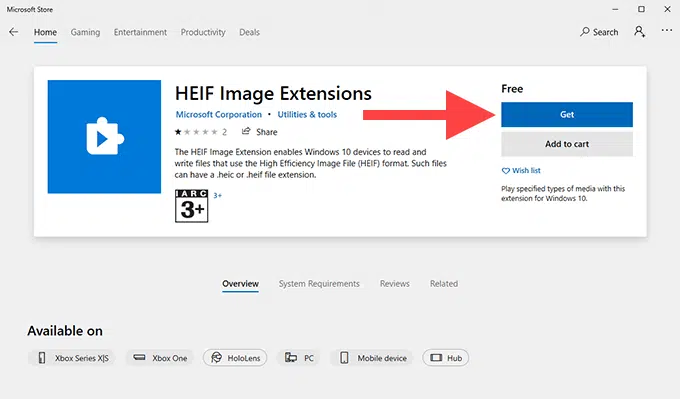 Microsoft Store
Home Gaming Entertainment Productivity Deals Search
HEIF Image Extensions
Microsoft Corporation • Utilities & tools
2 Share
The HEIF Image Extension enables Windows 10 devices to read and
write files that use the High Efficiency Image File (HEIF) format. Such files
can have a .heic or .heif file extension.
IARC
3+
3+
Free
Get
Add to cart
Wish list
Play specified types of media with this
extension for Windows 10.
Overview System Requirements Reviews Related
Available on
Xbox Series X|S Xbox One HoloLens PC Mobile device Hub